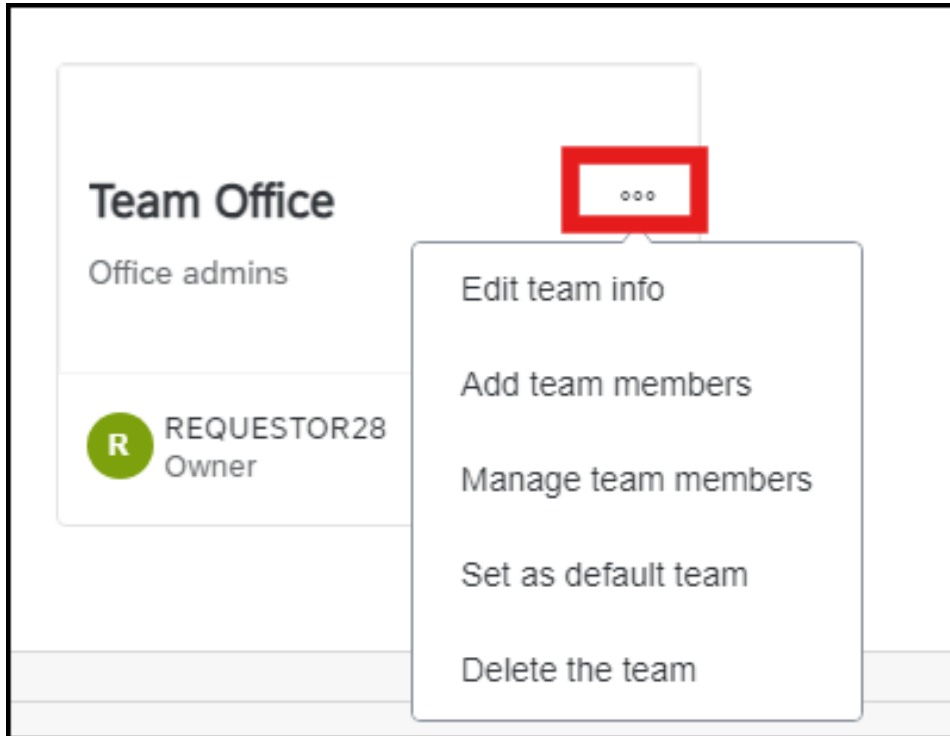 Team Office
Office admins
R
REQUESTOR28
Owner
Edit team info
Add team members
Manage team members
Set as default team
Delete the team